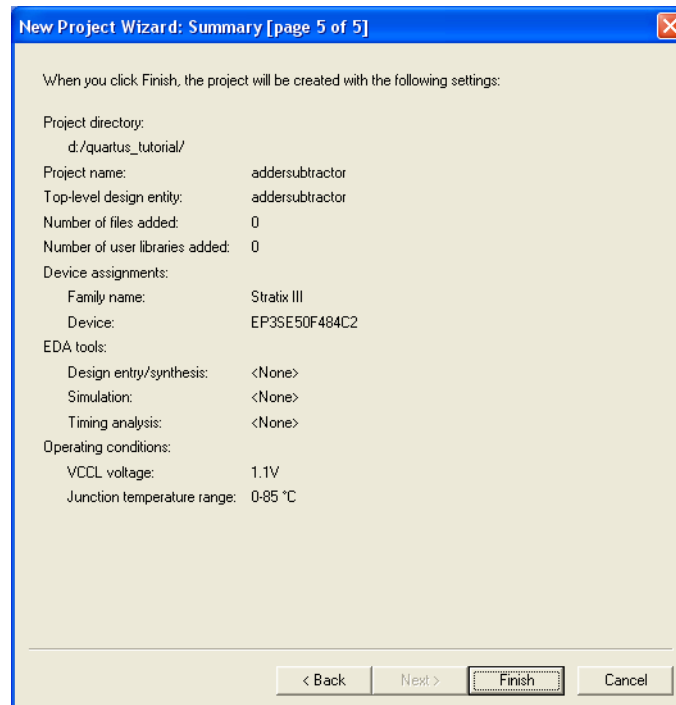 New Project Wizard: Summary [page 5 of 5]
When you click Finish, the project will be created with the following settings:
Project directory:
d:/quartus_tutorial/
Project name: addersubtractor
Top-level design entity: addersubtractor
Number of files added: 0
Number of user libraries added: 0
Device assignments:
Family name: Stratix III
Device: EP3SE50F484C2
EDA tools:
Design entry/synthesis: <None>
Simulation: <None>
Timing analysis: <None>
Operating conditions:
VCCL voltage: 1.1V
Junction temperature range: 0-85 °C
< Back Next > Finish Cancel